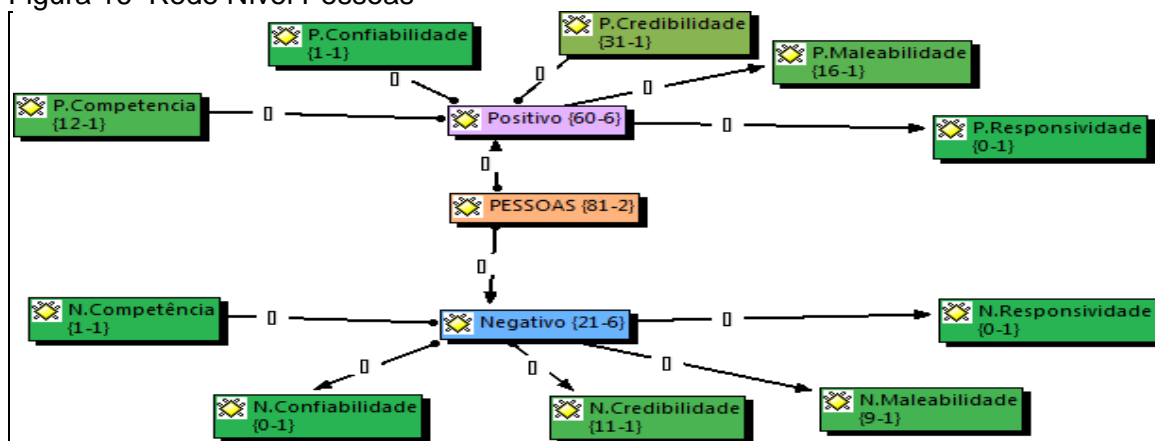 Figura 16 Rede Nível Pessoas
P.Confiabilidade
{1-1}
P.Credibilidade
{31-1}
P.Maleabilidade
{16-1}
P.Competencia
{12-1}
Positivo {60-6}
P.Responsividade
{0-1}
PESSOAS {81-2}
N.Competência
{1-1}
Negativo {21-6}
N.Responsividade
{0-1}
N.Confiabilidade
{0-1}
N.Credibilidade
{11-1}
N.Maleabilidade
{9-1}